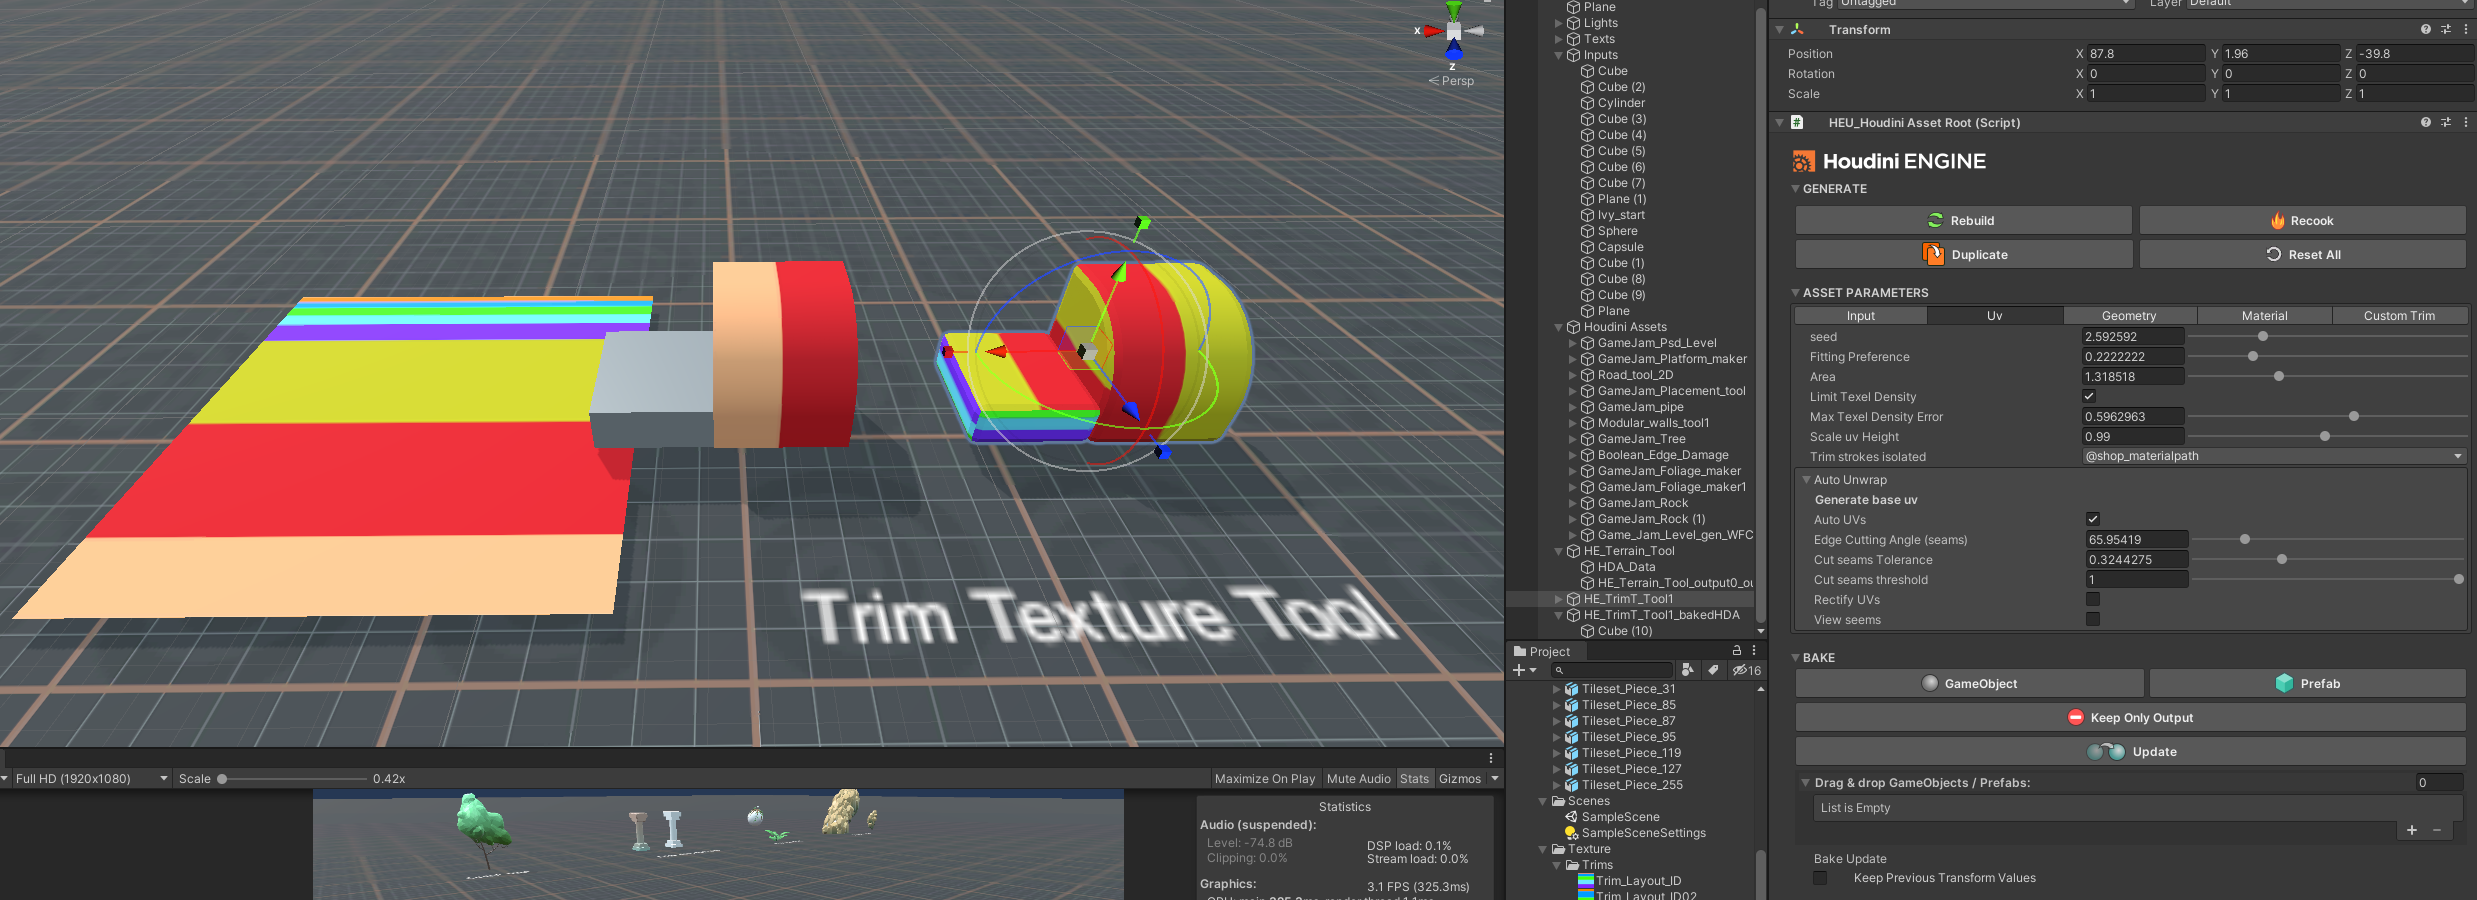 x
z
Persp
Trim Texture Tool
Full HD (1920x1080)
Scale
0.42x
Maximize On Play
Mute Audio
Stats
Gizmos
Statistics
Audio (suspended):
Level: -74.8 dB
DSP load: 0.1%
Clipping: 0.0%
Stream load: 0.0%
Graphics:
3.1 FPS (325.3ms)
Plane
Lights
Texts
Inputs
Cube
Cube (2)
Cylinder
Cube (3)
Cube (4)
Cube (5)
Cube (6)
Cube (7)
Plane (1)
Ivy_start
Sphere
Capsule
Cube (1)
Cube (8)
Cube (9)
Plane
Houdini Assets
GameJam_Psd_Level
GameJam_Platform_maker
Road_tool_2D
GameJam_Placement_tool
GameJam_pipe
Modular_walls_tool1
GameJam_Tree
Boolean_Edge_Damage
GameJam_Foliage_maker
GameJam_Foliage_maker1
GameJam_Rock
GameJam_Rock (1)
Game_Jam_Level_gen_WFC
HE_Terrain_Tool
HDA_Data
HE_Terrain_Tool_output0_ou
HE_TrimT_Tool1
HE_TrimT_Tool1_bakedHDA
Cube (10)
Project
16
Tileset_Piece_31
Tileset_Piece_85
Tileset_Piece_87
Tileset_Piece_95
Tileset_Piece_119
Tileset_Piece_127
Tileset_Piece_255
Scenes
SampleScene
SampleSceneSettings
Texture
Trims
Trim_Layout_ID
Trim_Layout_ID02
Tag Untagged Layer Default
Transform
Position X 87.8 Y 1.96 Z -39.8
Rotation X 0 Y 0 Z 0
Scale X 1 Y 1 Z 1
# HEU_Houdini Asset Root (Script)
Houdini ENGINE
GENERATE
Rebuild
Recook
Duplicate
Reset All
ASSET PARAMETERS
Input Uv Geometry Material Custom Trim
seed 2.592592
Fitting Preference 0.2222222
Area 1.318518
Limit Texel Density
Max Texel Density Error 0.5962963
Scale uv Height 0.99
Trim strokes isolated @shop_materialpath
Auto Unwrap
Generate base uv
Auto UVs
Edge Cutting Angle (seams) 65.95419
Cut seams Tolerance 0.3244275
Cut seams threshold 1
Rectify UVs
View seems
BAKE
GameObject
Prefab
Keep Only Output
Update
Drag & drop GameObjects / Prefabs: 0
List is Empty
Bake Update
Keep Previous Transform Values